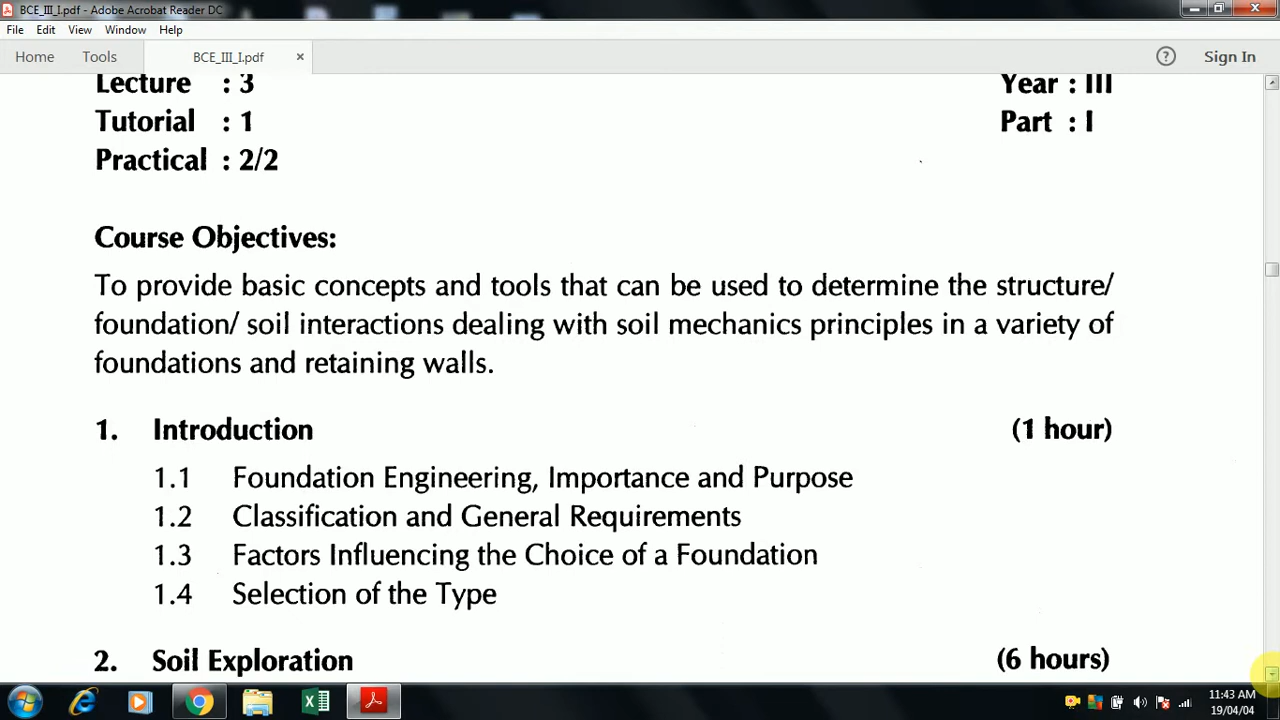 BCE_III_I.pdf - Adobe Acrobat Reader DC
File Edit View Window Help
Home Tools BCE_III_I.pdf × ? Sign In
Lecture : 3 Year : III
Tutorial : 1 Part : I
Practical : 2/2
Course Objectives:
To provide basic concepts and tools that can be used to determine the structure/
foundation/ soil interactions dealing with soil mechanics principles in a variety of
foundations and retaining walls.
1. Introduction (1 hour)
1.1 Foundation Engineering, Importance and Purpose
1.2 Classification and General Requirements
1.3 Factors Influencing the Choice of a Foundation
1.4 Selection of the Type
2. Soil Exploration (6 hours)
11:43 AM
19/04/04